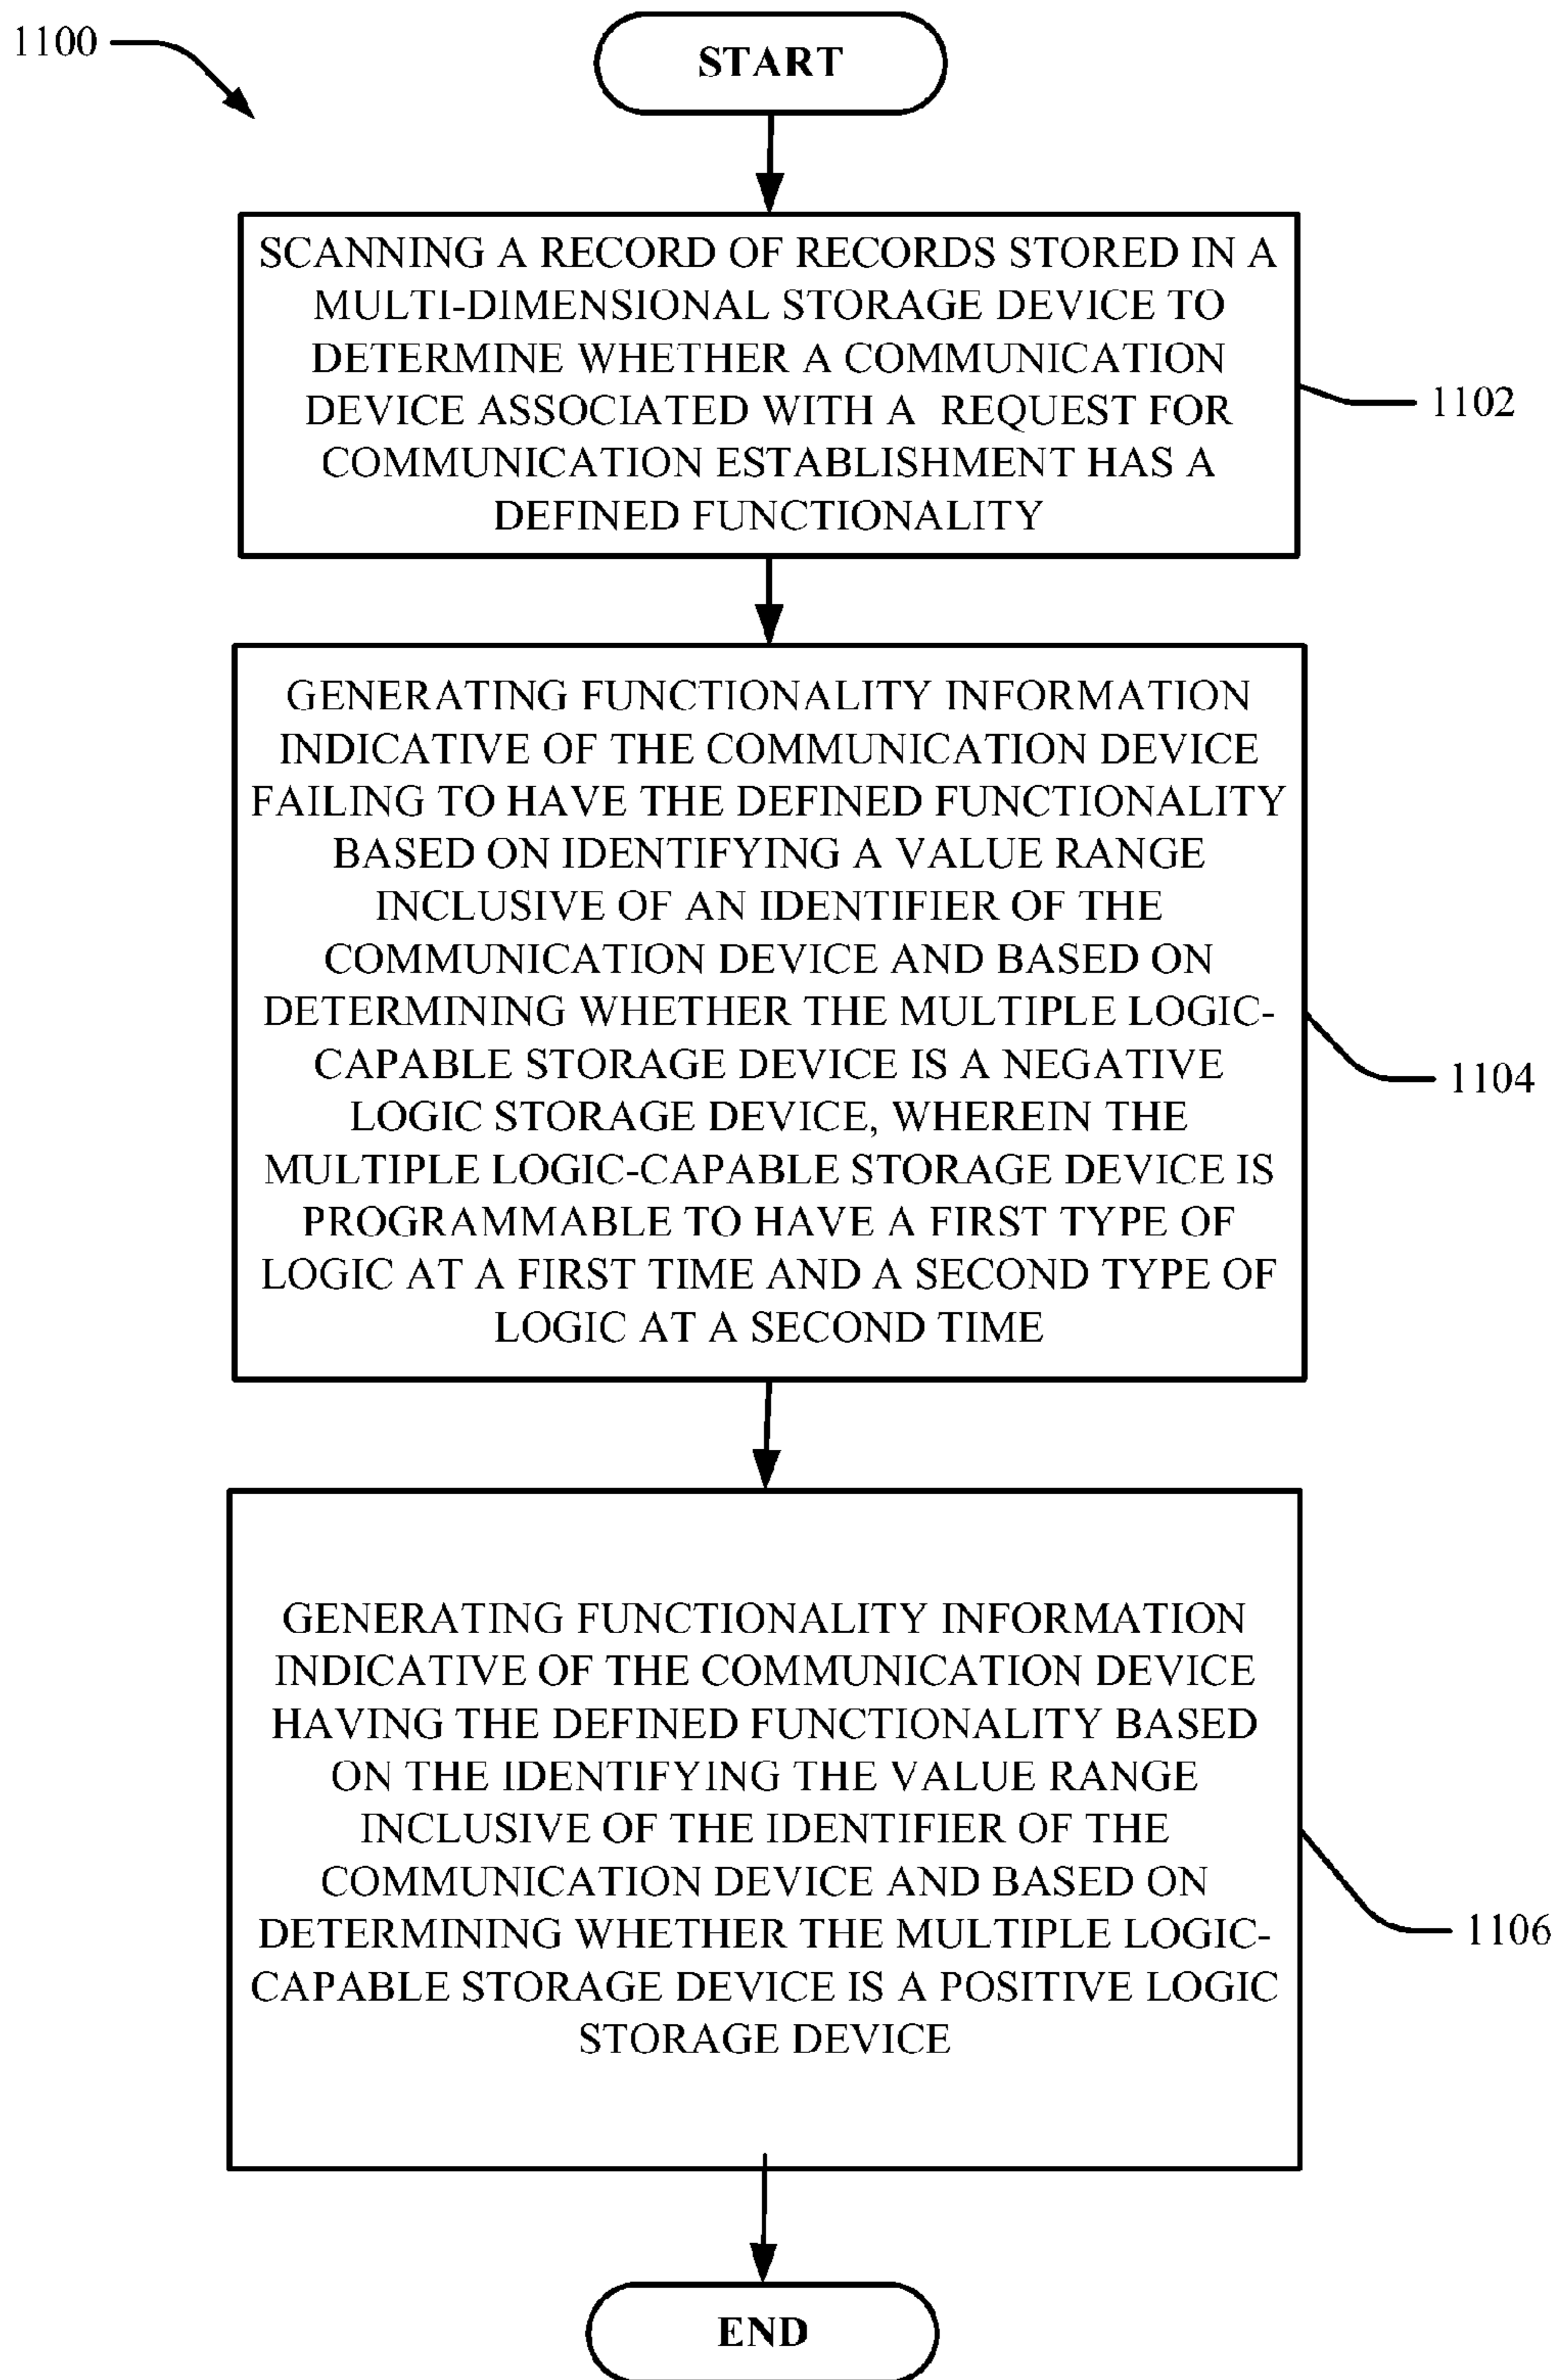 1100
START
SCANNING A RECORD OF RECORDS STORED IN A
MULTI-DIMENSIONAL STORAGE DEVICE TO
DETERMINE WHETHER A COMMUNICATION
DEVICE ASSOCIATED WITH A REQUEST FOR
COMMUNICATION ESTABLISHMENT HAS A
DEFINED FUNCTIONALITY
1102
GENERATING FUNCTIONALITY INFORMATION
INDICATIVE OF THE COMMUNICATION DEVICE
FAILING TO HAVE THE DEFINED FUNCTIONALITY
BASED ON IDENTIFYING A VALUE RANGE
INCLUSIVE OF AN IDENTIFIER OF THE
COMMUNICATION DEVICE AND BASED ON
DETERMINING WHETHER THE MULTIPLE LOGIC-
CAPABLE STORAGE DEVICE IS A NEGATIVE
LOGIC STORAGE DEVICE, WHEREIN THE
MULTIPLE LOGIC-CAPABLE STORAGE DEVICE IS
PROGRAMMABLE TO HAVE A FIRST TYPE OF
LOGIC AT A FIRST TIME AND A SECOND TYPE OF
LOGIC AT A SECOND TIME
1104
GENERATING FUNCTIONALITY INFORMATION
INDICATIVE OF THE COMMUNICATION DEVICE
HAVING THE DEFINED FUNCTIONALITY BASED
ON THE IDENTIFYING THE VALUE RANGE
INCLUSIVE OF THE IDENTIFIER OF THE
COMMUNICATION DEVICE AND BASED ON
DETERMINING WHETHER THE MULTIPLE LOGIC-
CAPABLE STORAGE DEVICE IS A POSITIVE LOGIC
STORAGE DEVICE
1106
END